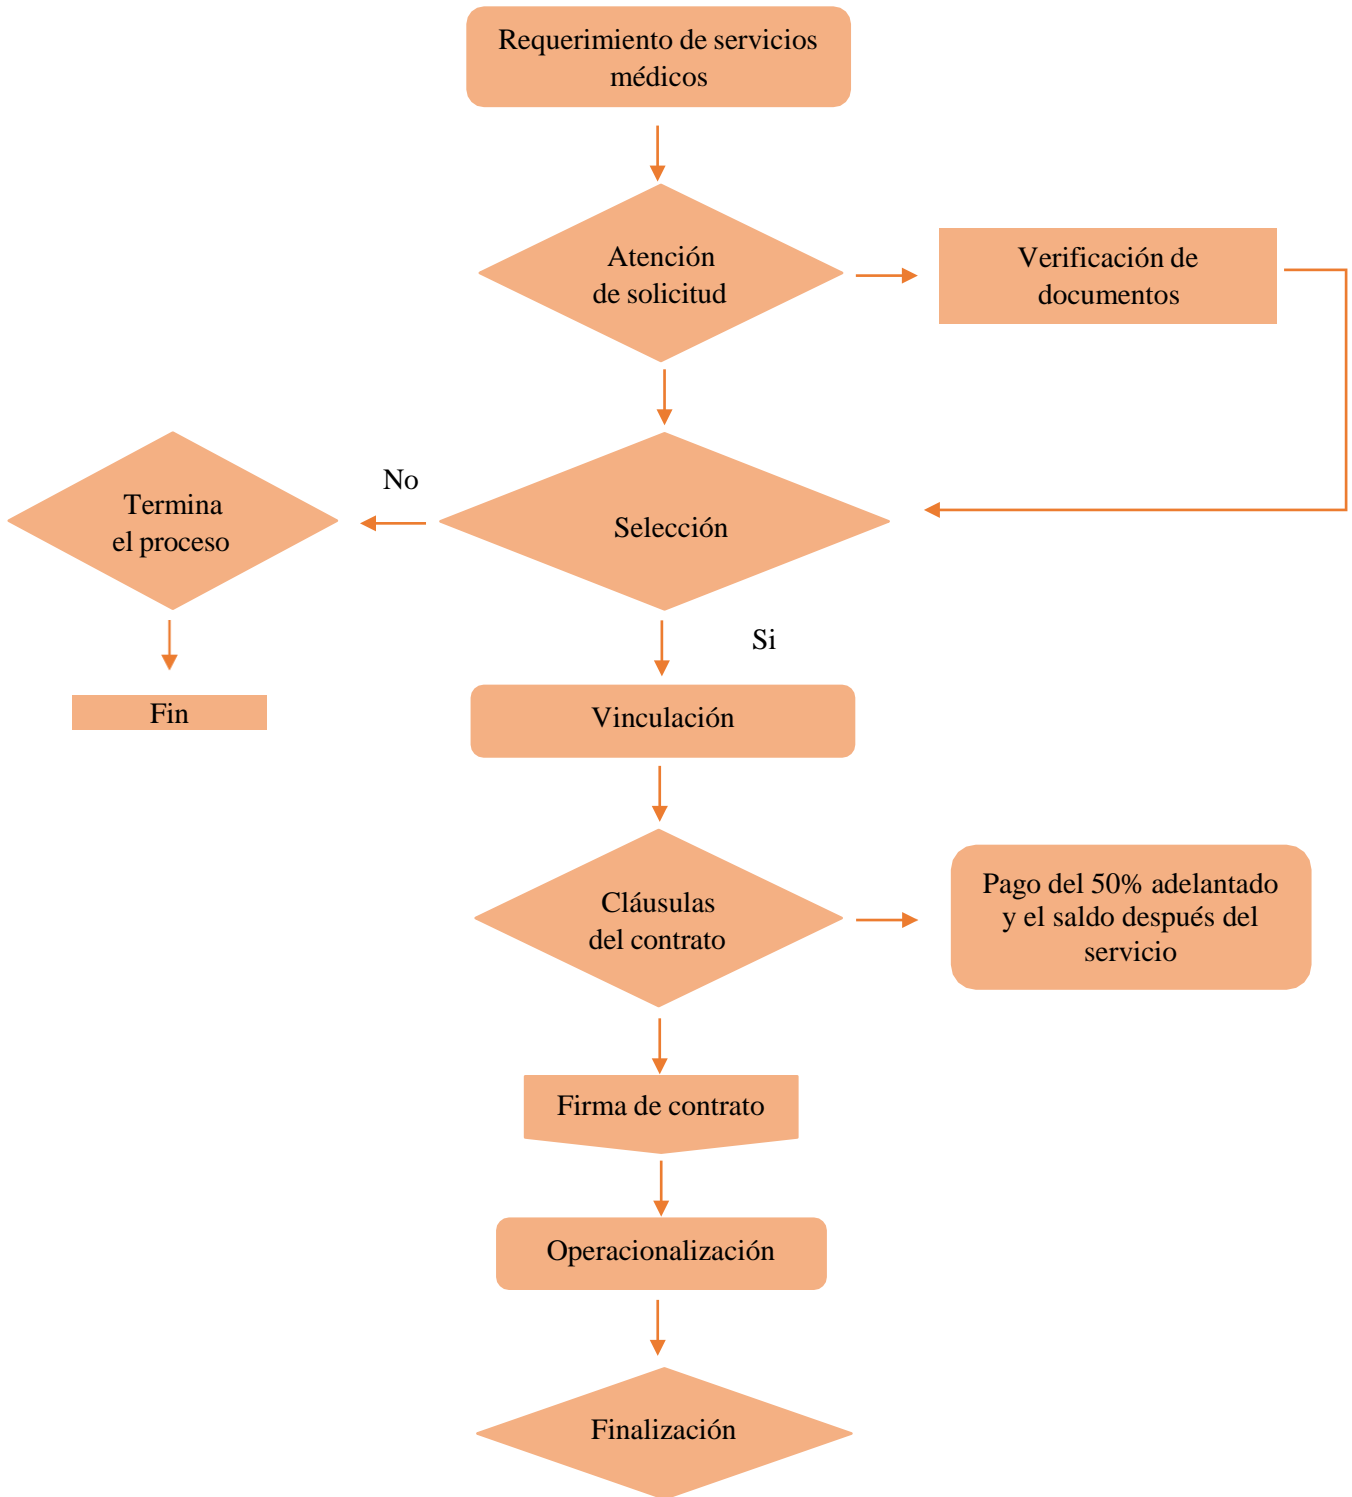 Requerimiento de servicios
médicos
Atención
de solicitud
Verificación de
documentos
No
Termina
el proceso
Selección
Si
Fin
Vinculación
Cláusulas
del contrato
Pago del 50% adelantado
y el saldo después del
servicio
Firma de contrato
Operacionalización
Finalización